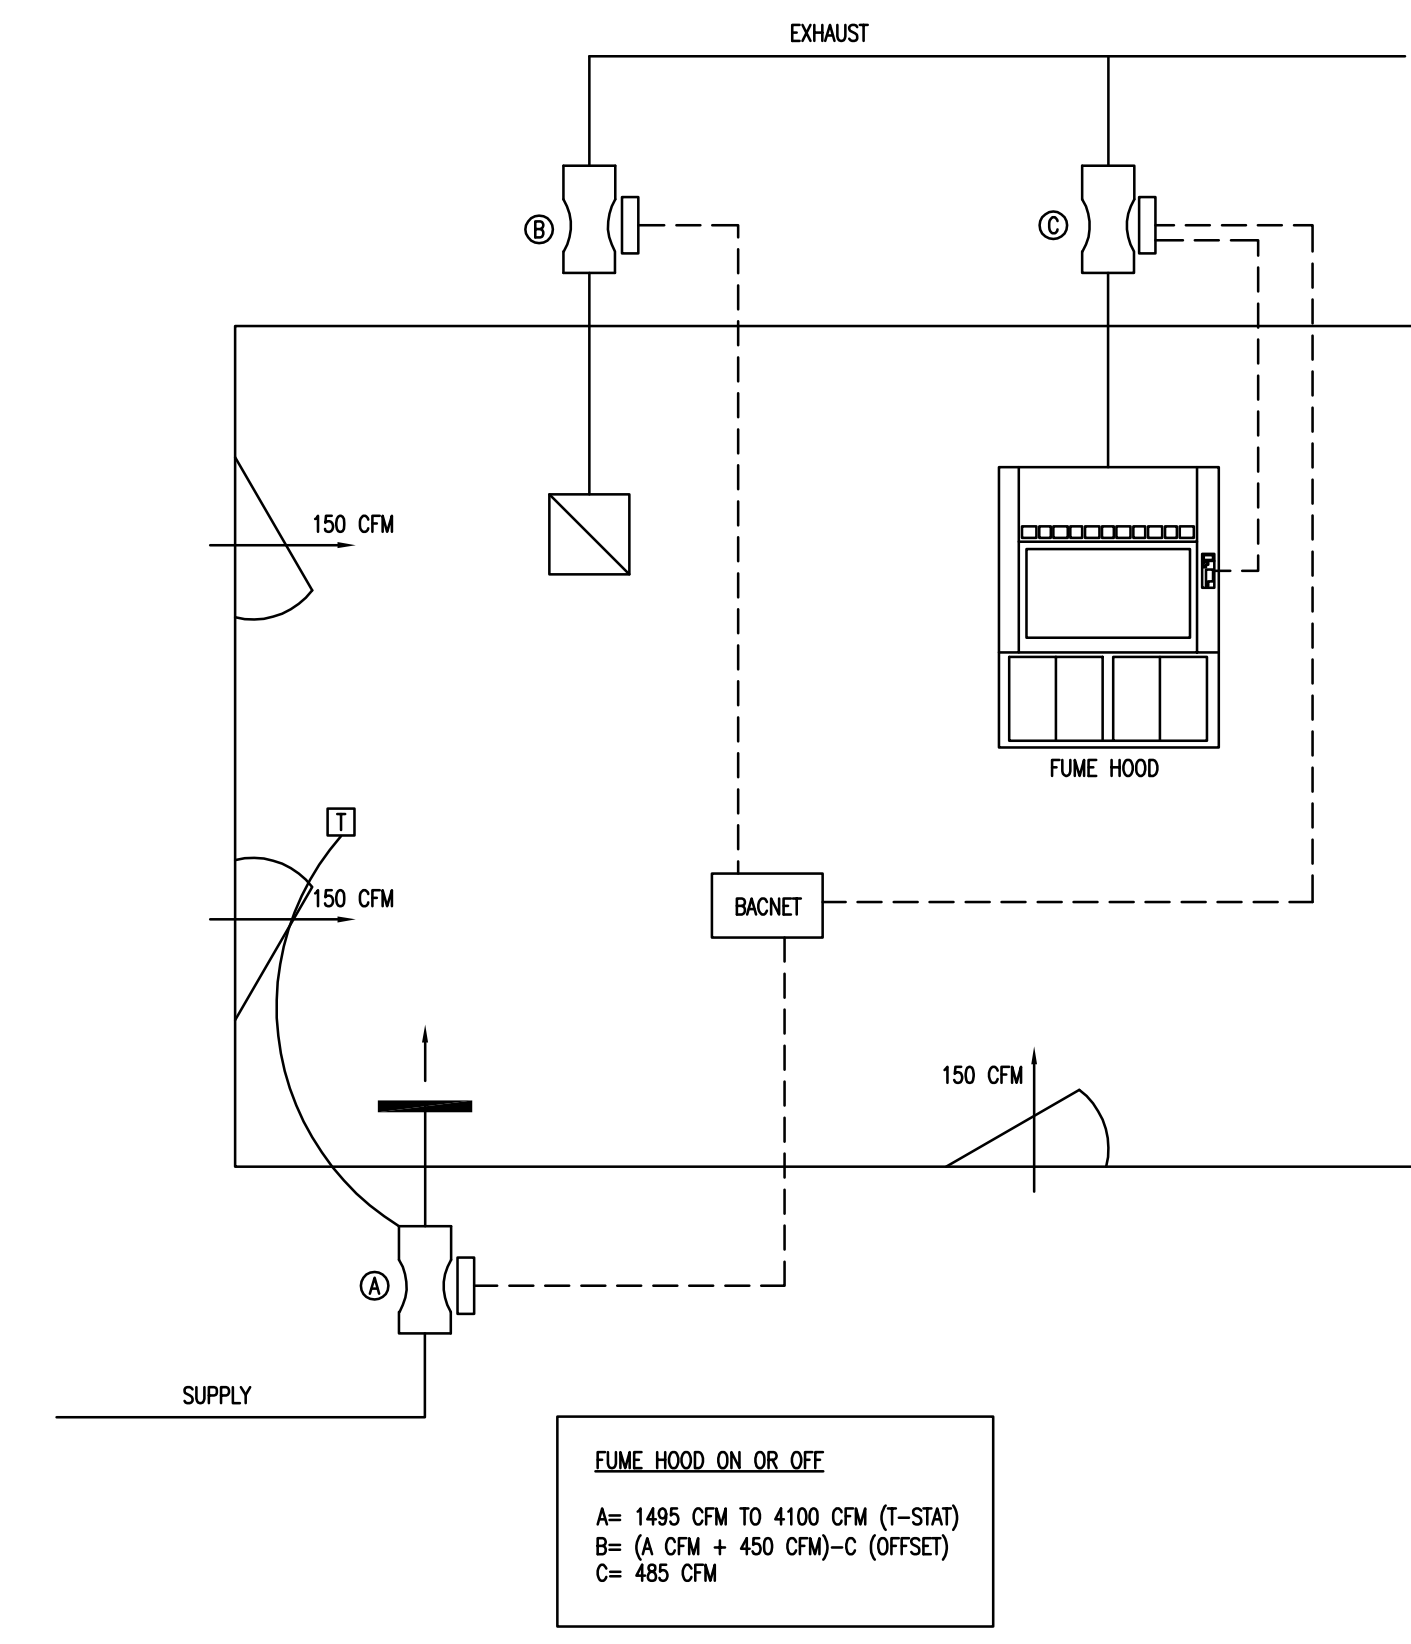 EXHAUST
B
C
150 CFM
FUME HOOD
T
150 CFM
BACNET
150 CFM
A
SUPPLY
FUME HOOD ON OR OFF
A= 1495 CFM TO 4100 CFM (T-STAT)
B= (A CFM + 450 CFM)-C (OFFSET)
C= 485 CFM